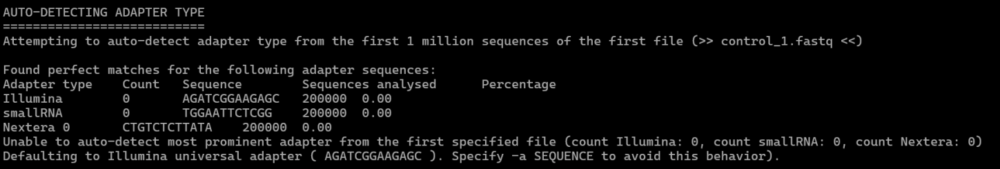 AUTO-DETECTING ADAPTER TYPE
===========================
Attempting to auto-detect adapter type from the first 1 million sequences of the first file (>> control_1.fastq <<)

Found perfect matches for the following adapter sequences:
Adapter type	Count	Sequence	Sequences analysed	Percentage
Illumina	0	AGATCGGAAGAGC	200000	0.00
smallRNA	0	TGGAATTCTCGG	200000	0.00
Nextera	0	CTGTCTCTTATA	200000	0.00
Unable to auto-detect most prominent adapter from the first specified file (count Illumina: 0, count smallRNA: 0, count Nextera: 0)
Defaulting to Illumina universal adapter ( AGATCGGAAGAGC ). Specify -a SEQUENCE to avoid this behavior).